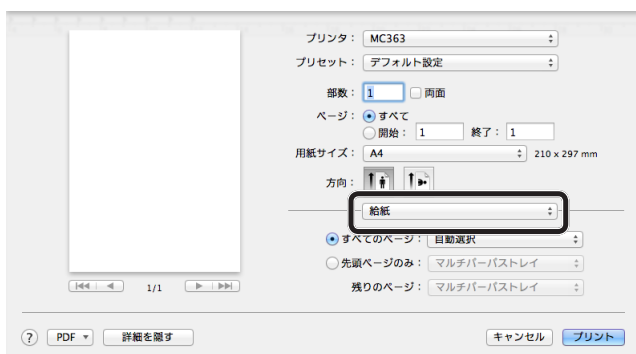 プリンタ： MC363
プリセット： デフォルト設定
部数： 1 両面
ページ： すべて
開始： 1 終了： 1
用紙サイズ： A4 210 x 297 mm
方向：
給紙
すべてのページ： 自動選択
先頭ページのみ： マルチパーパストレイ
残りのページ： マルチパーパストレイ
1/1
? PDF 詳細を隠す キャンセル プリント